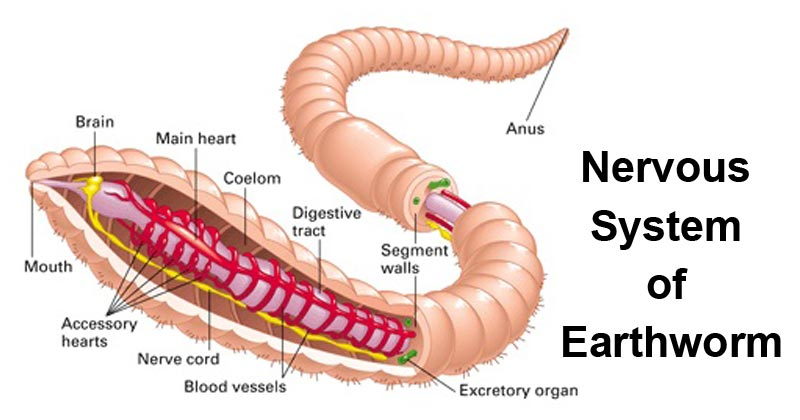 Brain
Main heart
Coelom
Digestive
tract
Anus
Segment
walls
Mouth
Accessory
hearts
Nerve cord
Blood vessels
Excretory organ
Nervous
System
of
Earthworm